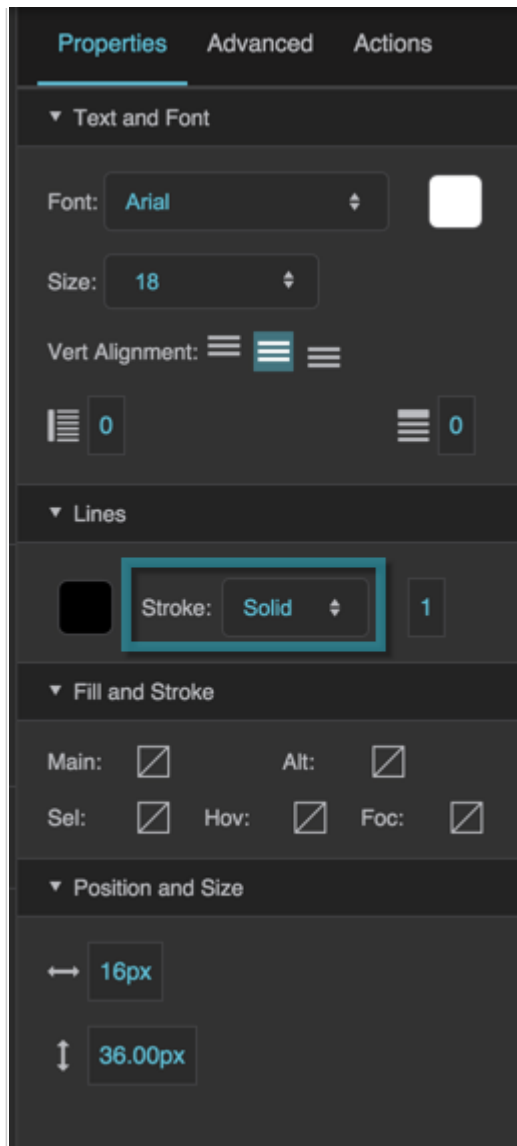 Properties Advanced Actions
Text and Font
Font: Arial
Size: 18
Vert Alignment:
0 0
Lines
Stroke: Solid 1
Fill and Stroke
Main: Alt:
Sel: Hov: Foc:
Position and Size
16px
36.00px